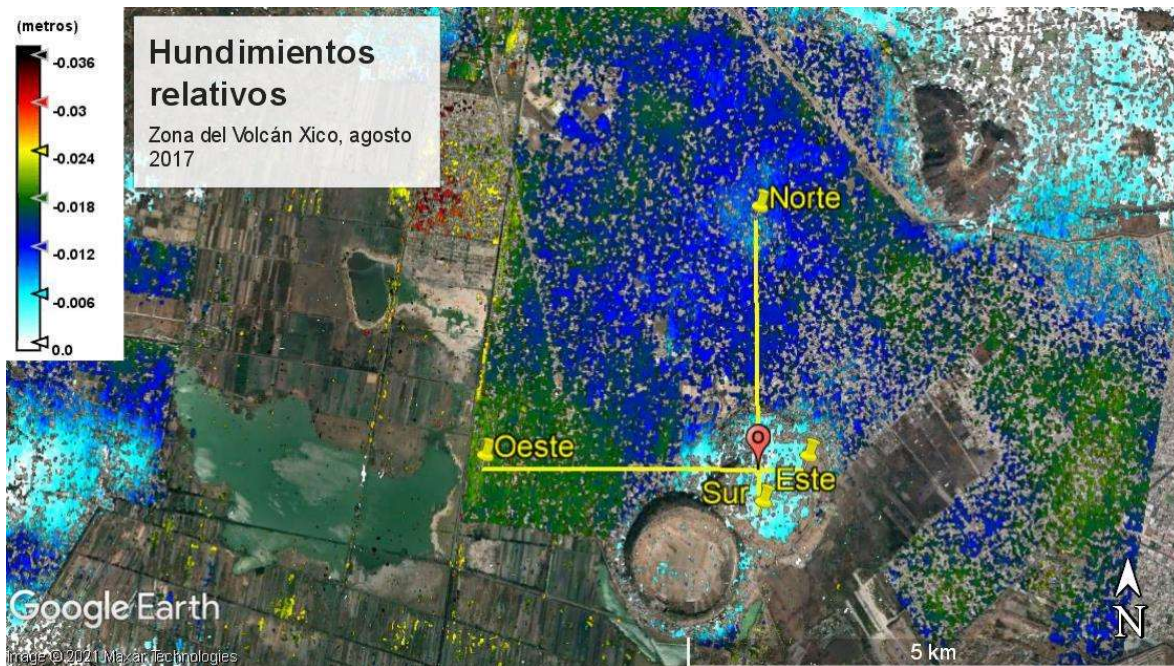 (metros)
-0.036
-0.03
-0.024
-0.018
-0.012
-0.006
0.0
Hundimientos
relativos
Zona del Volcán Xico, agosto
2017
Norte
Oeste
Este
Sur
N
Google Earth
Image © 2021 Maxar Technologies
5 km